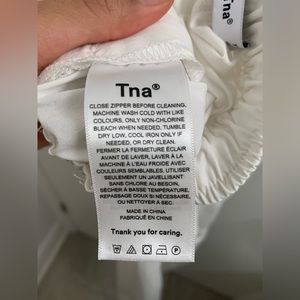 Tna®
CLOSE ZIPPER BEFORE CLEANING,
MACHINE WASH COLD WITH LIKE
COLOURS, ONLY NON-CHLORINE
BLEACH WHEN NEEDED, TUMBLE
DRY LOW, COOL IRON ONLY IF
NEEDED, OR DRY CLEAN.
FERMER LA FERMETURE ÉCLAIR
AVANT DE LAVER, LAVER À LA
MACHINE À L'EAU FROIDE AVEC
COULEURS SEMBLABLES, UTILISER
SEULEMENT UN JAVELLISANT
SANS CHLORE AU BESOIN,
SÉCHER À BASSE TEMPÉRATURE,
REPASSAGE DOUX SI NÉCESSAIRE,
OU NETTOYER À SEC.
MADE IN CHINA
FABRIQUÉ EN CHINE
Thank you for caring.
Tna®